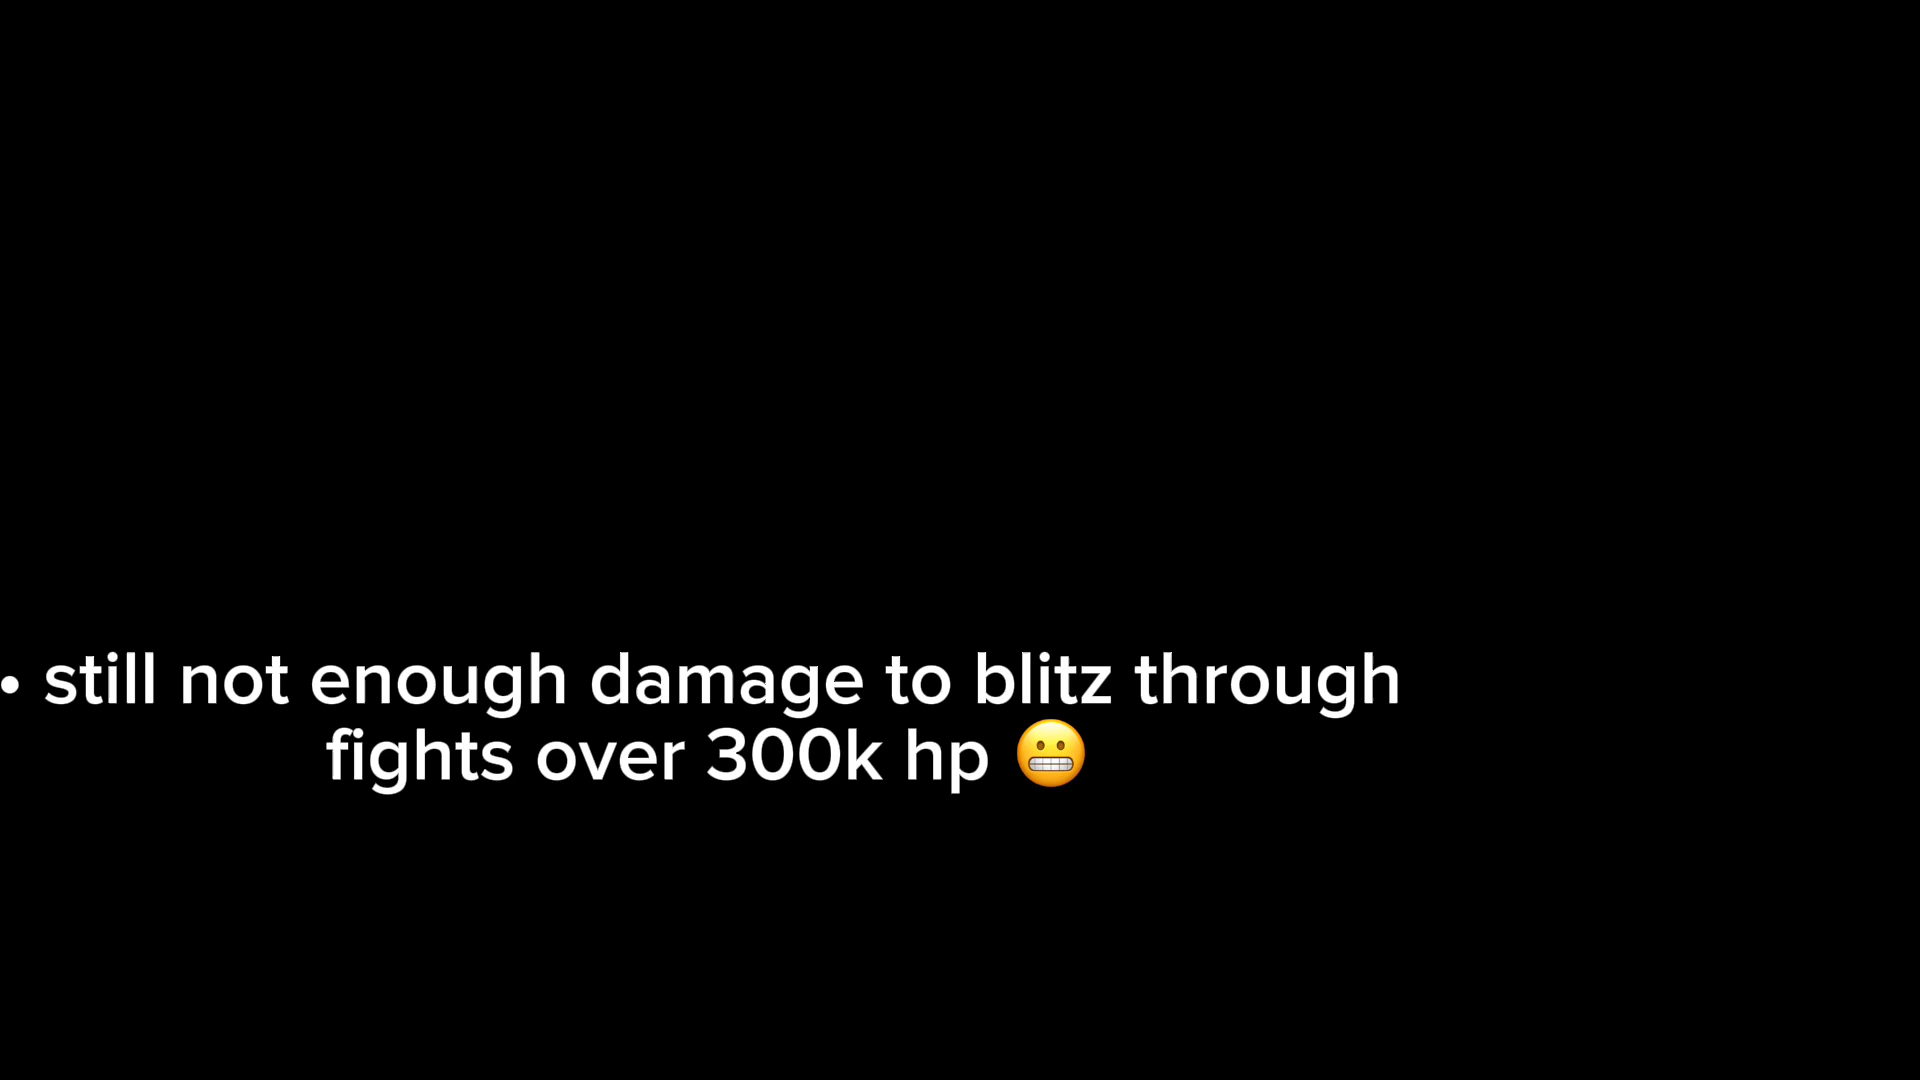 • still not enough damage to blitz through
fights over 300k hp 😬